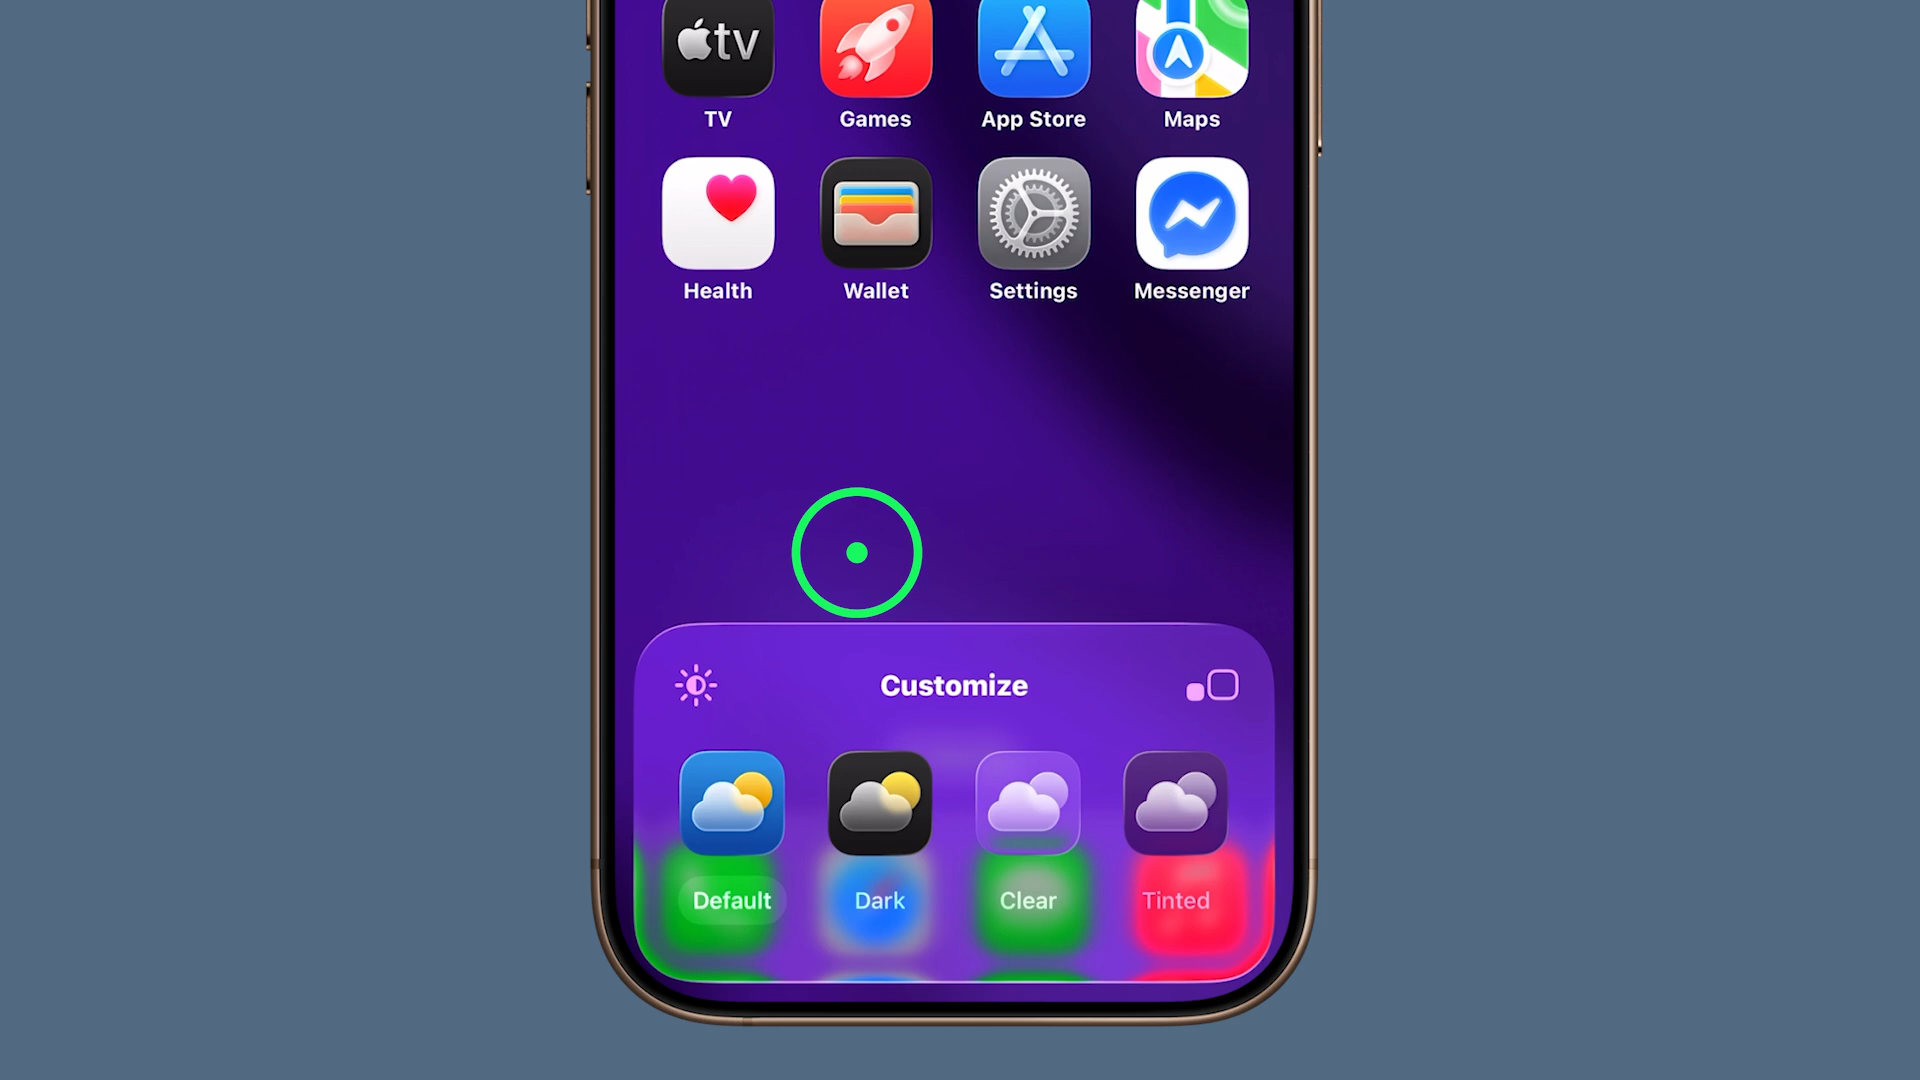 tv
TV Games App Store Maps
Health Wallet Settings Messenger
Customize
Default Dark Clear Tinted